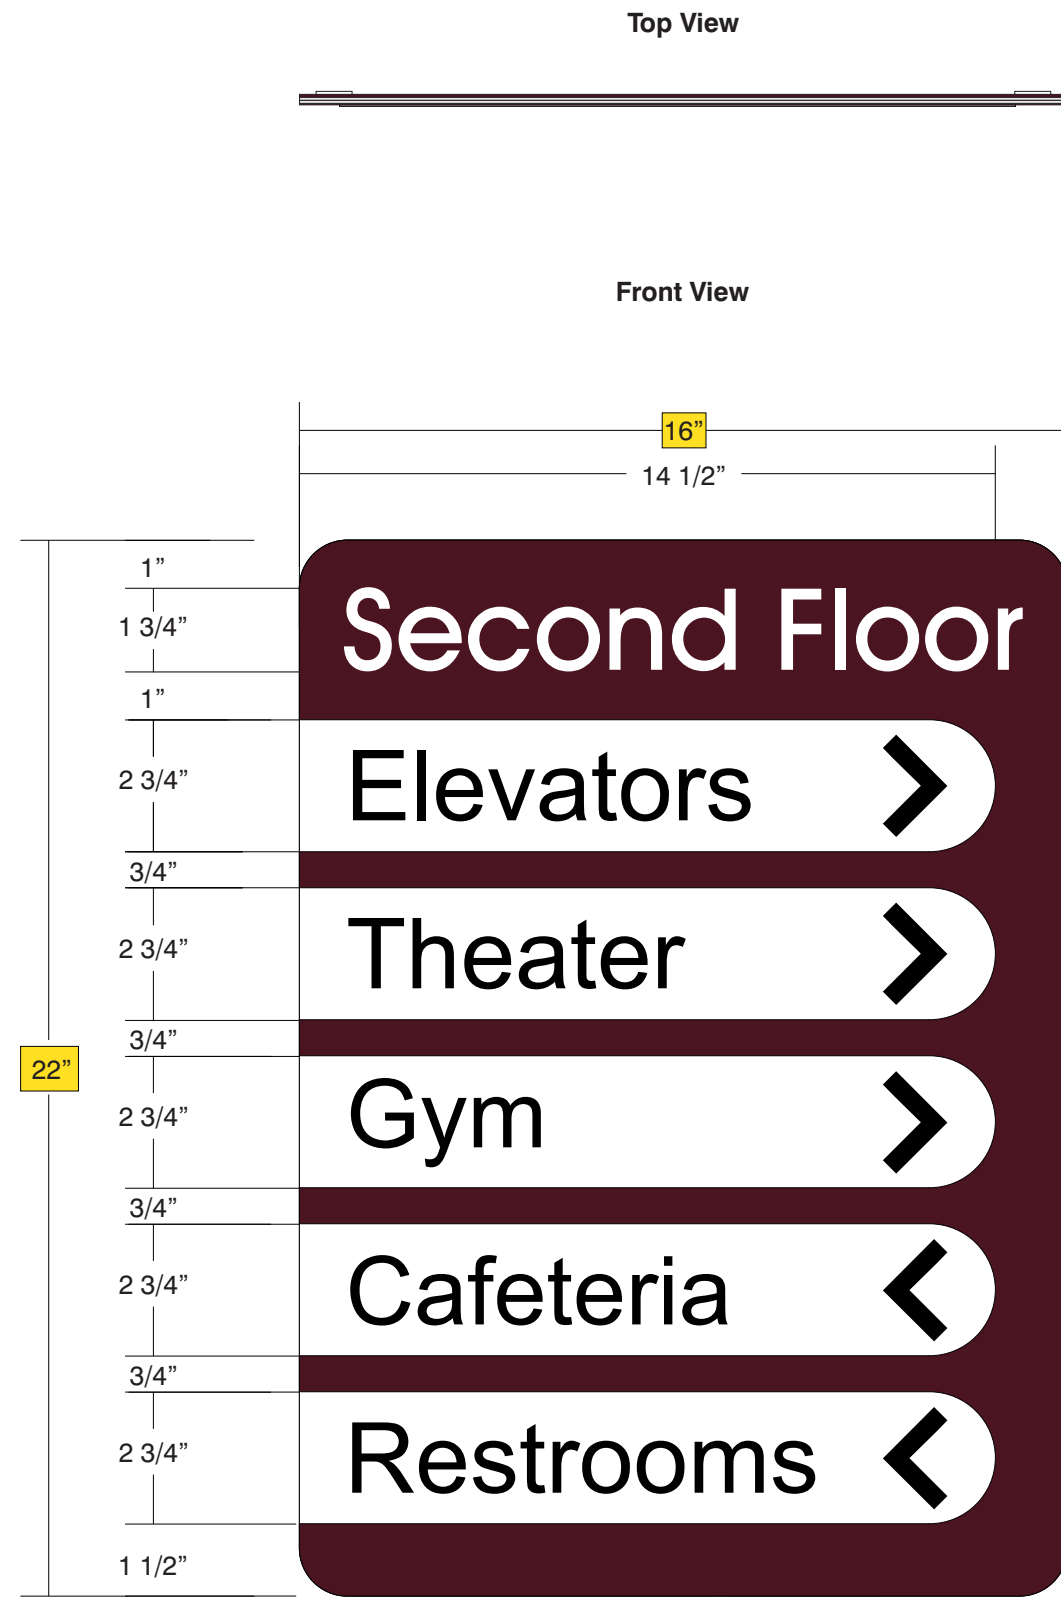 Top View
Front View
16”
14 1/2”
1”
1 3/4”
Second Floor
1”
2 3/4”
Elevators
3/4”
2 3/4”
Theater
3/4”
22”
2 3/4”
Gym
3/4”
2 3/4”
Cafeteria
3/4”
2 3/4”
Restrooms
1 1/2”